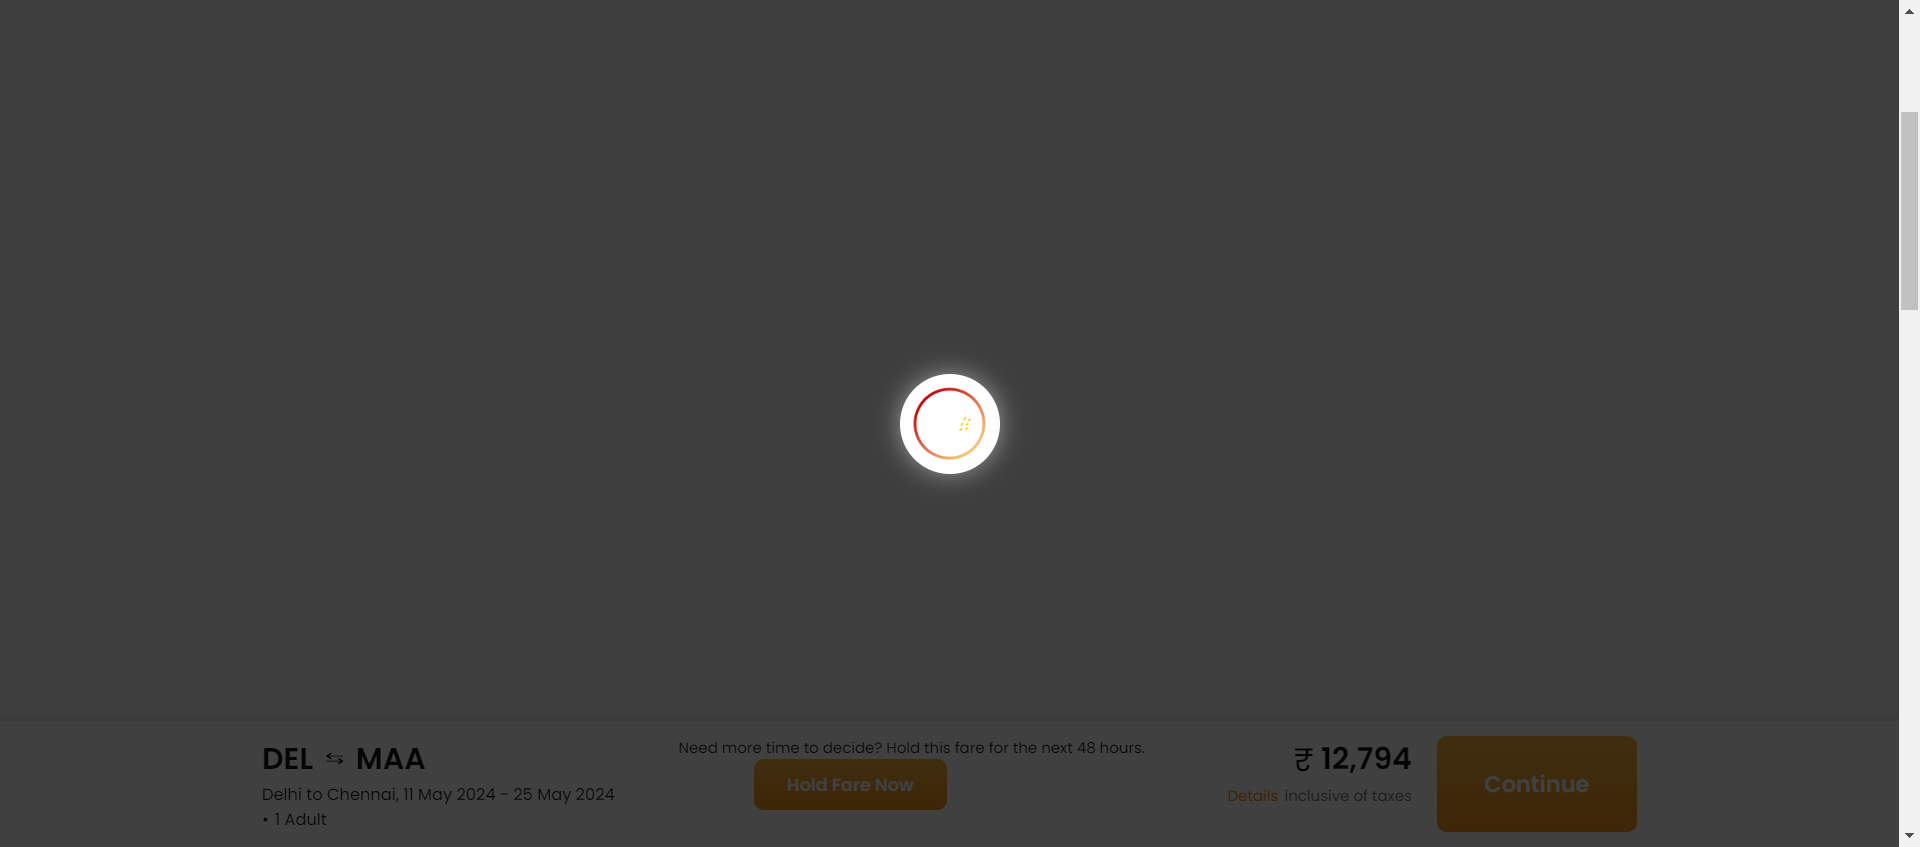 DEL ⇆ MAA
Delhi to Chennai, 11 May 2024 - 25 May 2024
• 1 Adult
Need more time to decide? Hold this fare for the next 48 hours.
Hold Fare Now
₹ 12,794
Details inclusive of taxes
Continue